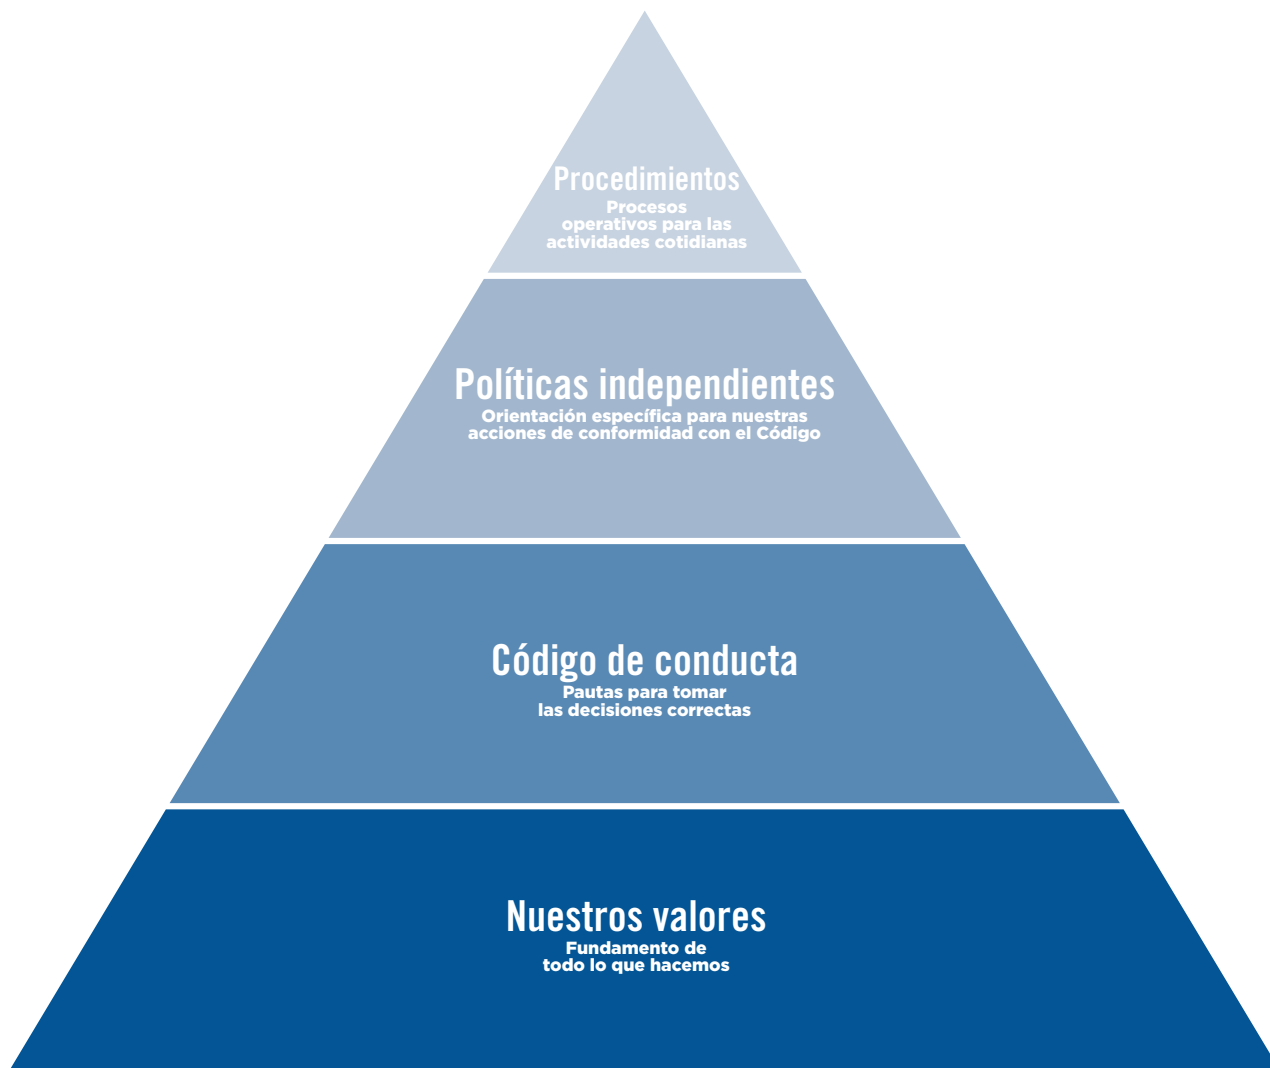 Procedimientos
Procesos
operativos para las
actividades cotidianas
Políticas independientes
Orientación específica para nuestras
acciones de conformidad con el Código
Código de conducta
Pautas para tomar
las decisiones correctas
Nuestros valores
Fundamento de
todo lo que hacemos